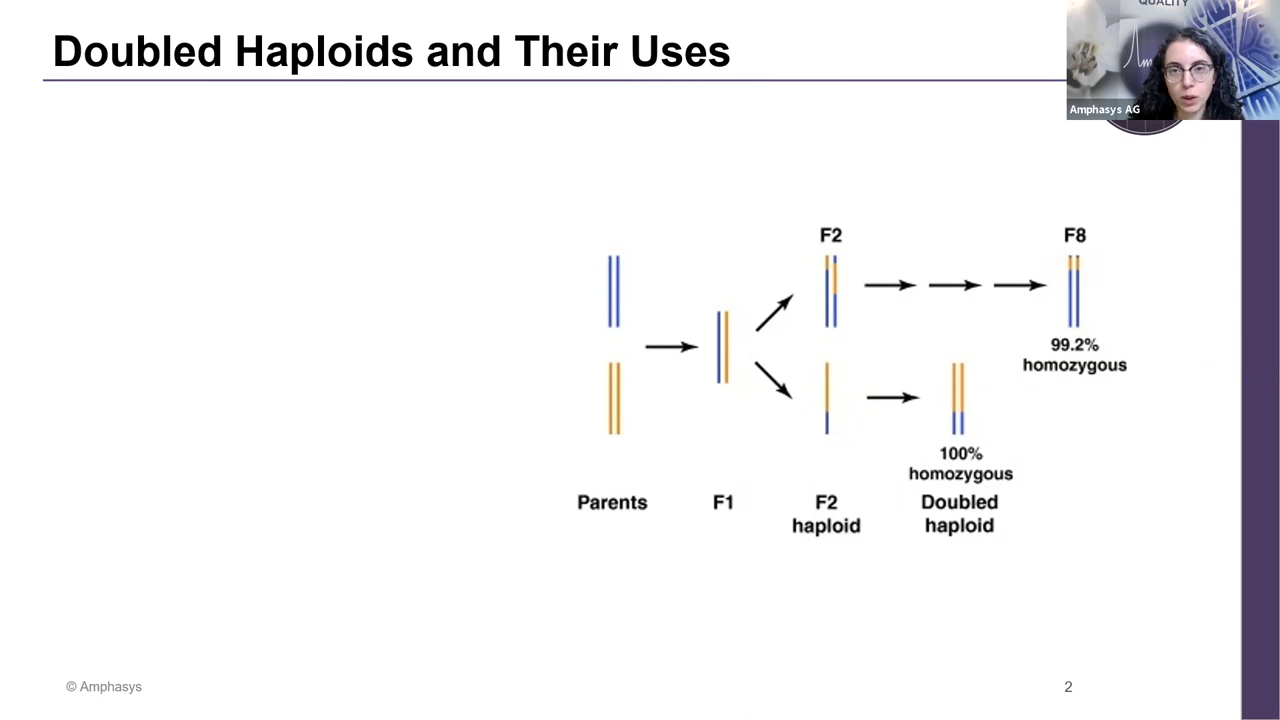 Doubled Haploids and Their Uses
QUALITY
Amphasys AG
F2
F8
99.2%
homozygous
100%
homozygous
Parents
F1
F2
haploid
Doubled
haploid
© Amphasys
2